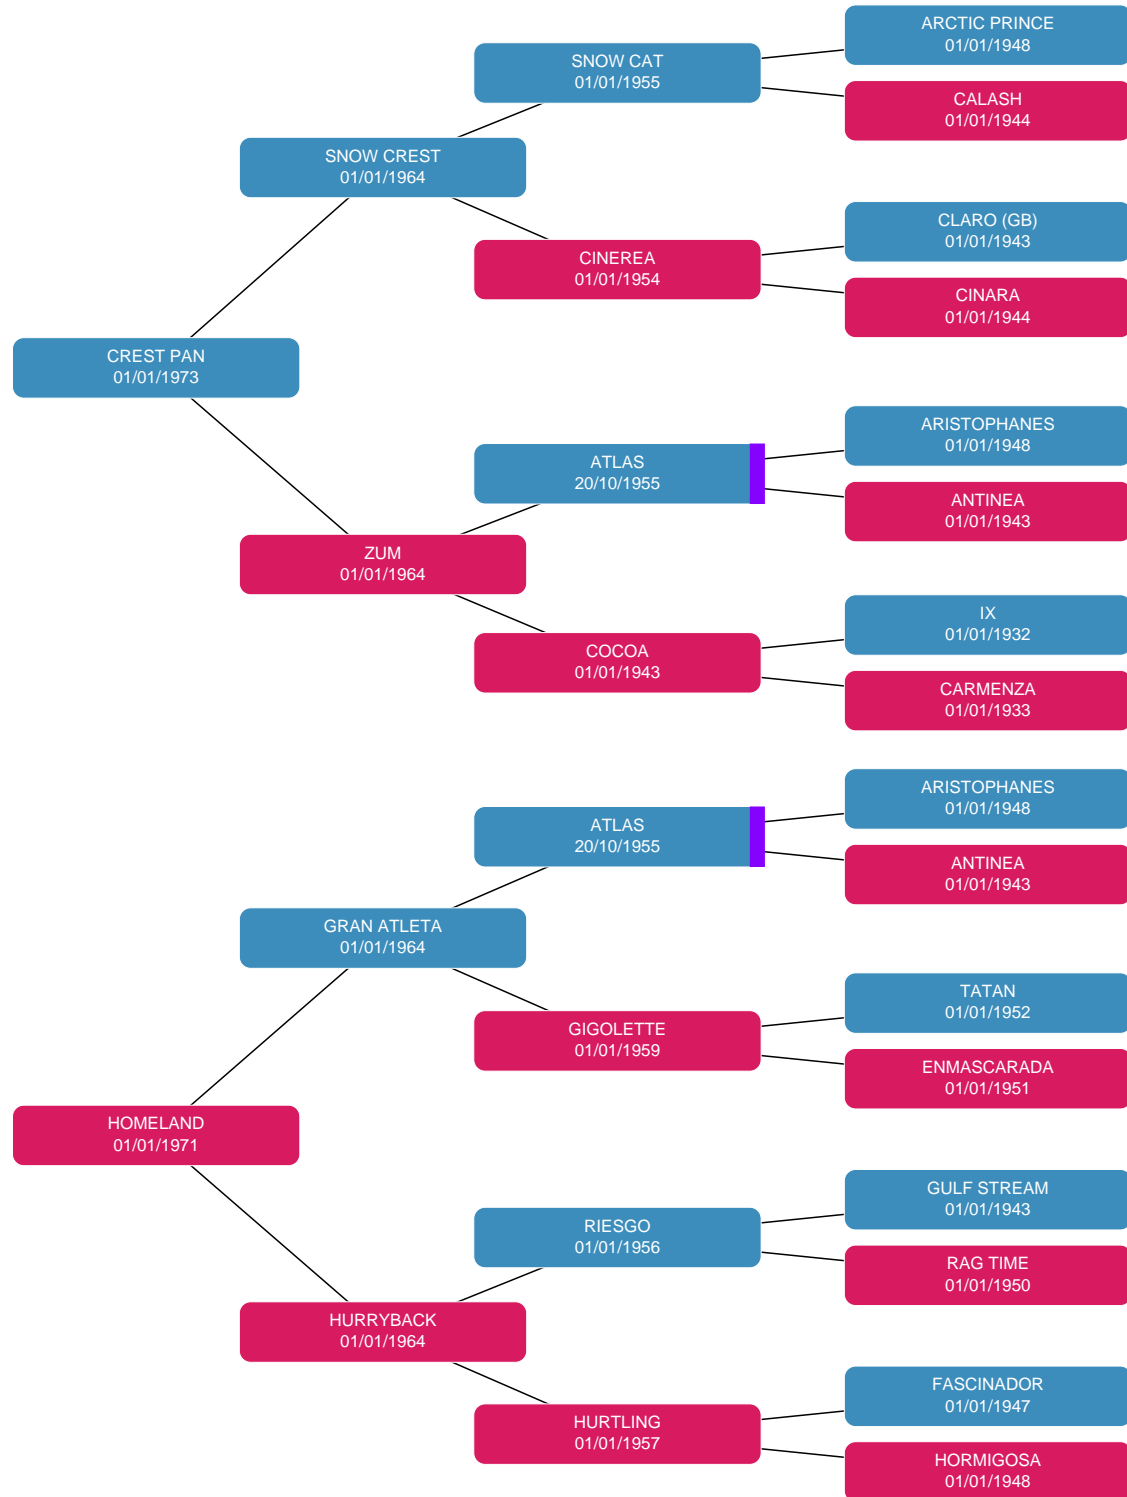 ARCTIC PRINCE
01/01/1948
SNOW CAT
01/01/1955
CALASH
01/01/1944
SNOW CREST
01/01/1964
CLARO (GB)
01/01/1943
CINEREA
01/01/1954
CINARA
01/01/1944
CREST PAN
01/01/1973
ARISTOPHANES
01/01/1948
ATLAS
20/10/1955
ANTINEA
01/01/1943
ZUM
01/01/1964
IX
01/01/1932
COCOA
01/01/1943
CARMENZA
01/01/1933
ARISTOPHANES
01/01/1948
ATLAS
20/10/1955
ANTINEA
01/01/1943
GRAN ATLETA
01/01/1964
TATAN
01/01/1952
GIGOLETTE
01/01/1959
ENMASCARADA
01/01/1951
HOMELAND
01/01/1971
GULF STREAM
01/01/1943
RIESGO
01/01/1956
RAG TIME
01/01/1950
HURRYBACK
01/01/1964
FASCINADOR
01/01/1947
HURTLING
01/01/1957
HORMIGOSA
01/01/1948